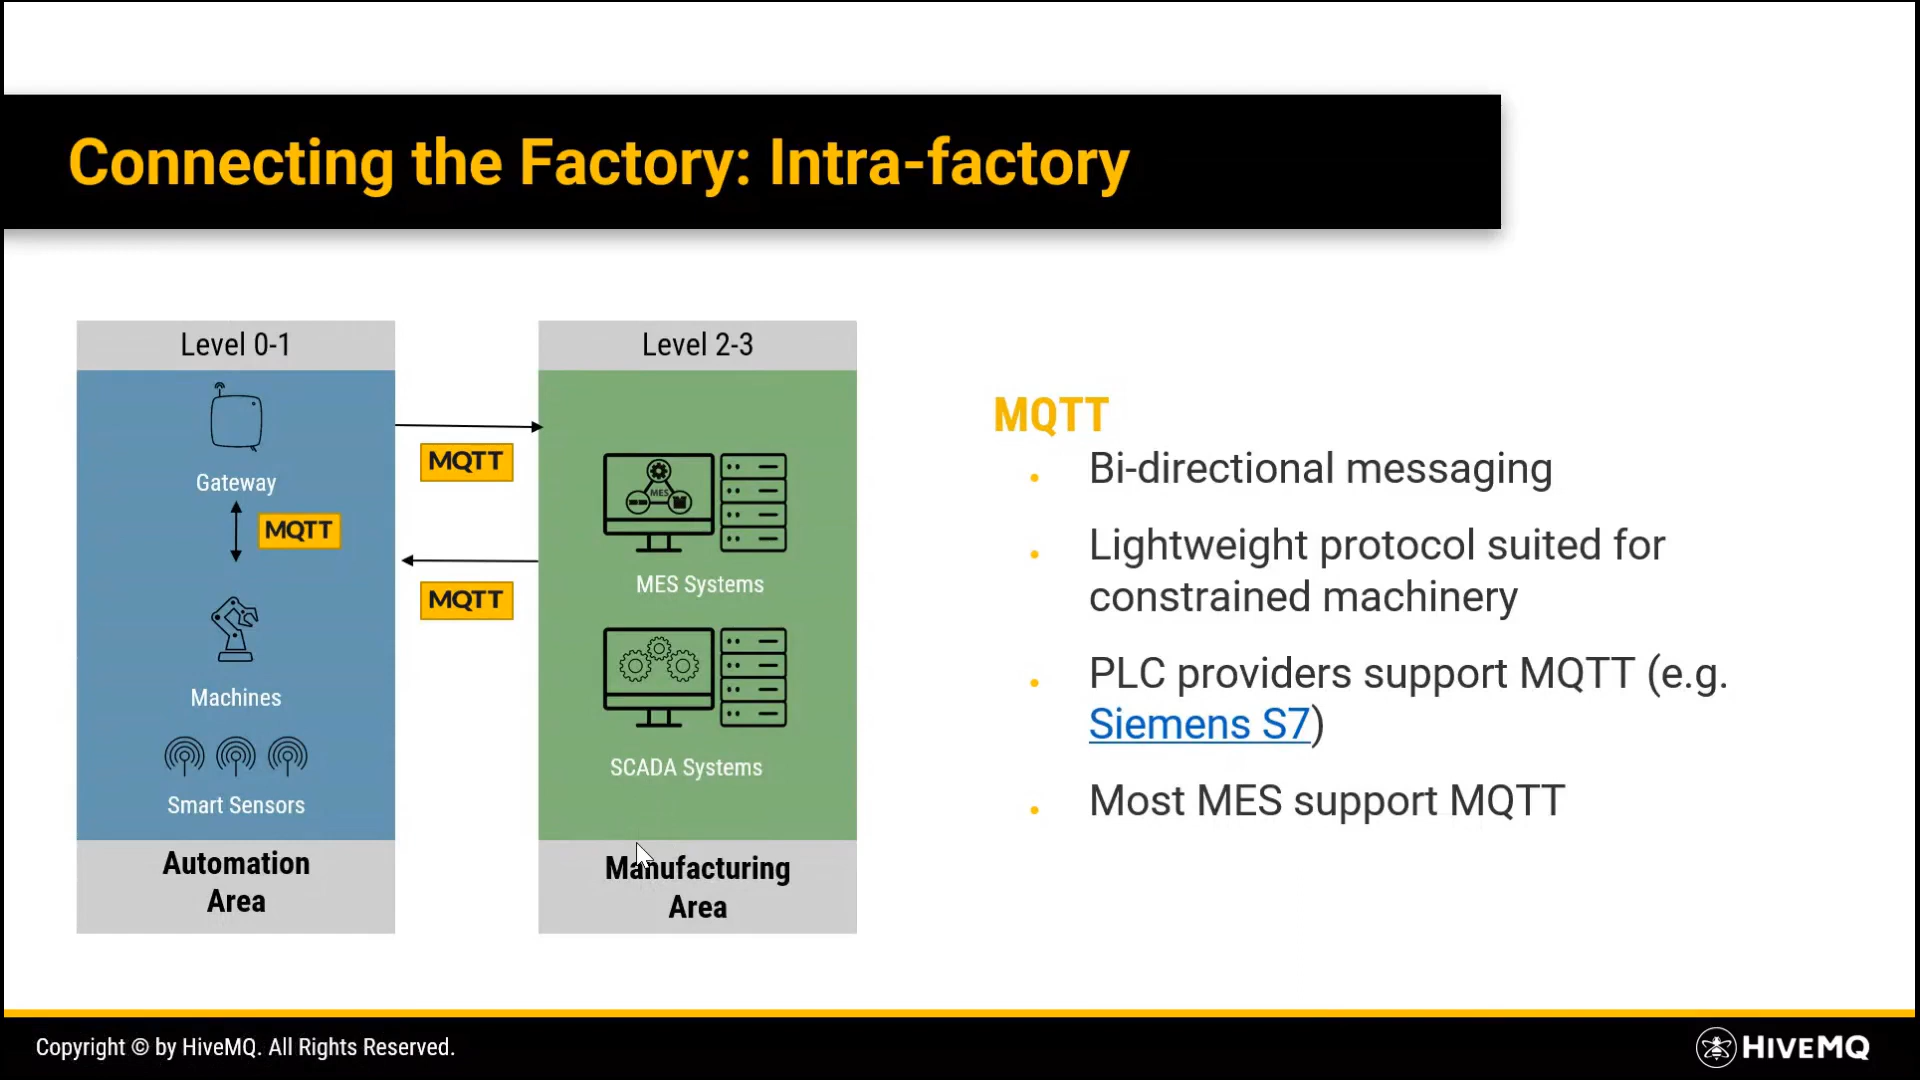 Connecting the Factory: Intra-factory
Level 0-1
Gateway
MQTT
Machines
Smart Sensors
Automation
Area
MQTT
MQTT
Level 2-3
MES
MES Systems
SCADA Systems
Manufacturing
Area
MQTT
Bi-directional messaging
Lightweight protocol suited for
constrained machinery
PLC providers support MQTT (e.g.
Siemens S7)
Most MES support MQTT
Copyright © by HiveMQ. All Rights Reserved.
HIVEMQ